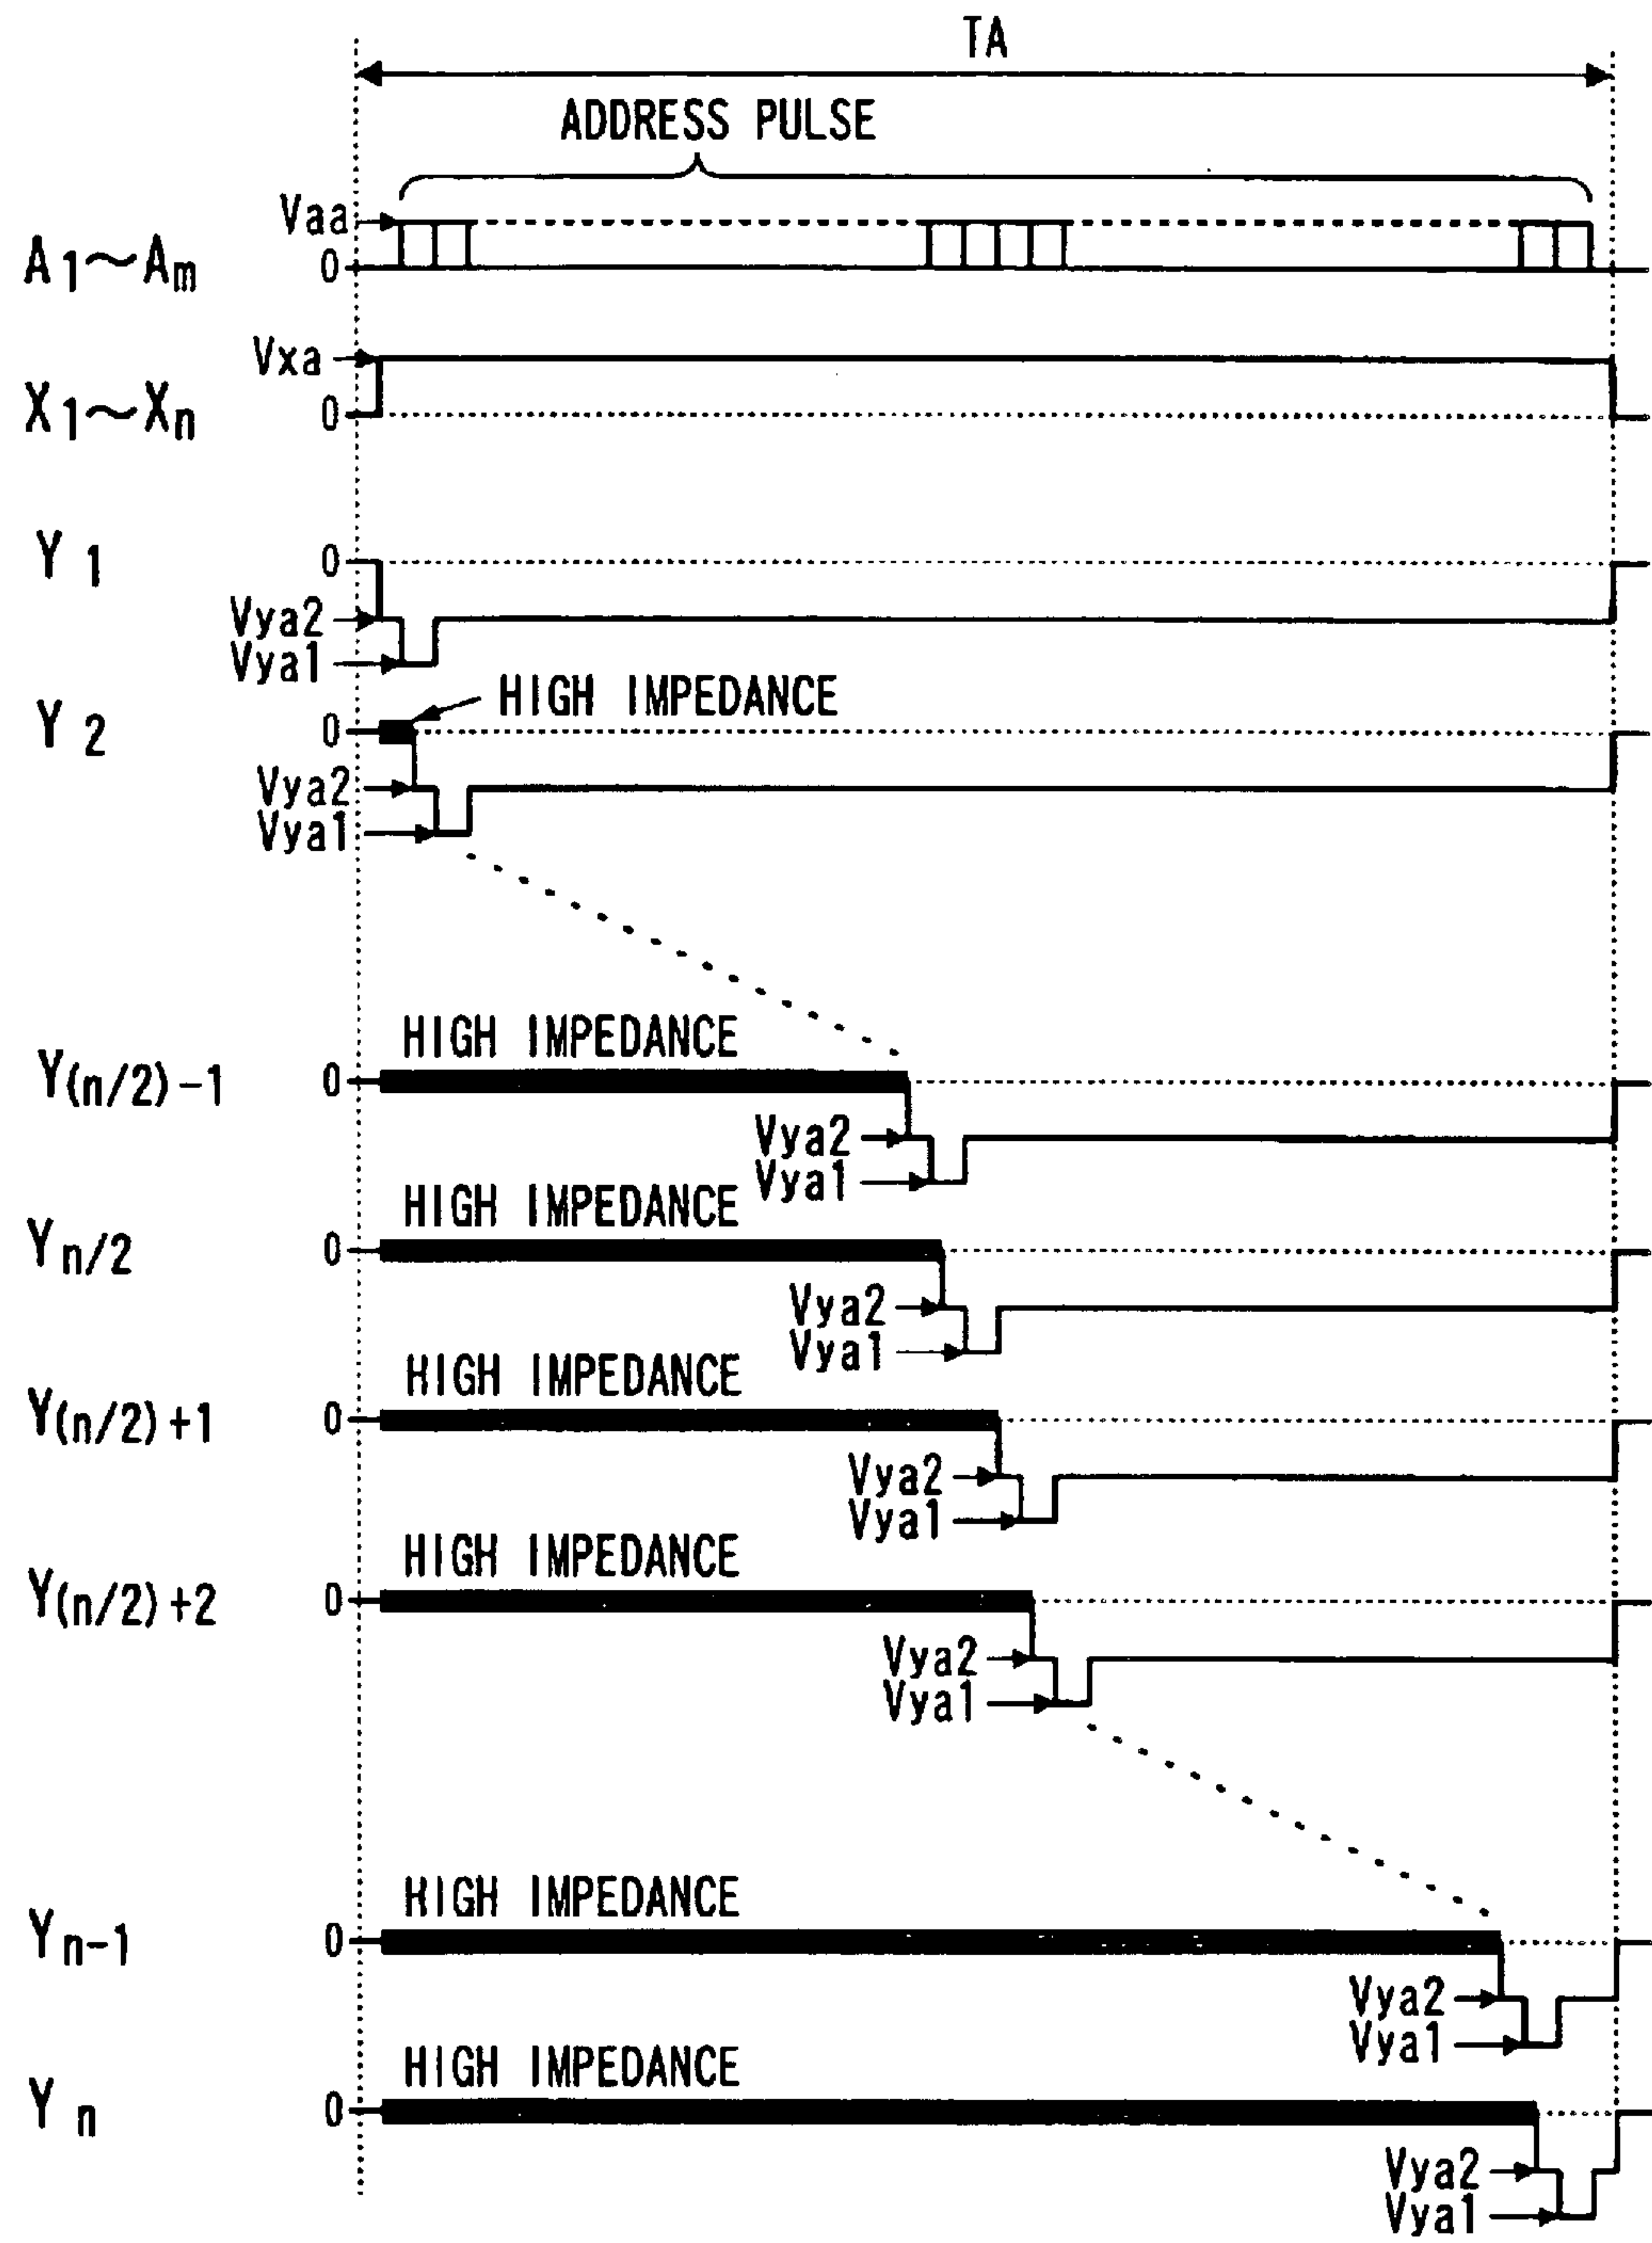 TA
ADDRESS PULSE
Vaa
A1~Am
0
Vxa
X1~Xn
0
Y1
0
Vya2
Vya1
HIGH IMPEDANCE
Y2
0
Vya2
Vya1
HIGH IMPEDANCE
Y(n/2)-1
0
Vya2
Vya1
HIGH IMPEDANCE
Yn/2
0
Vya2
Vya1
HIGH IMPEDANCE
Y(n/2)+1
0
Vya2
Vya1
HIGH IMPEDANCE
Y(n/2)+2
0
Vya2
Vya1
HIGH IMPEDANCE
Yn-1
0
Vya2
Vya1
HIGH IMPEDANCE
Yn
0
Vya2
Vya1